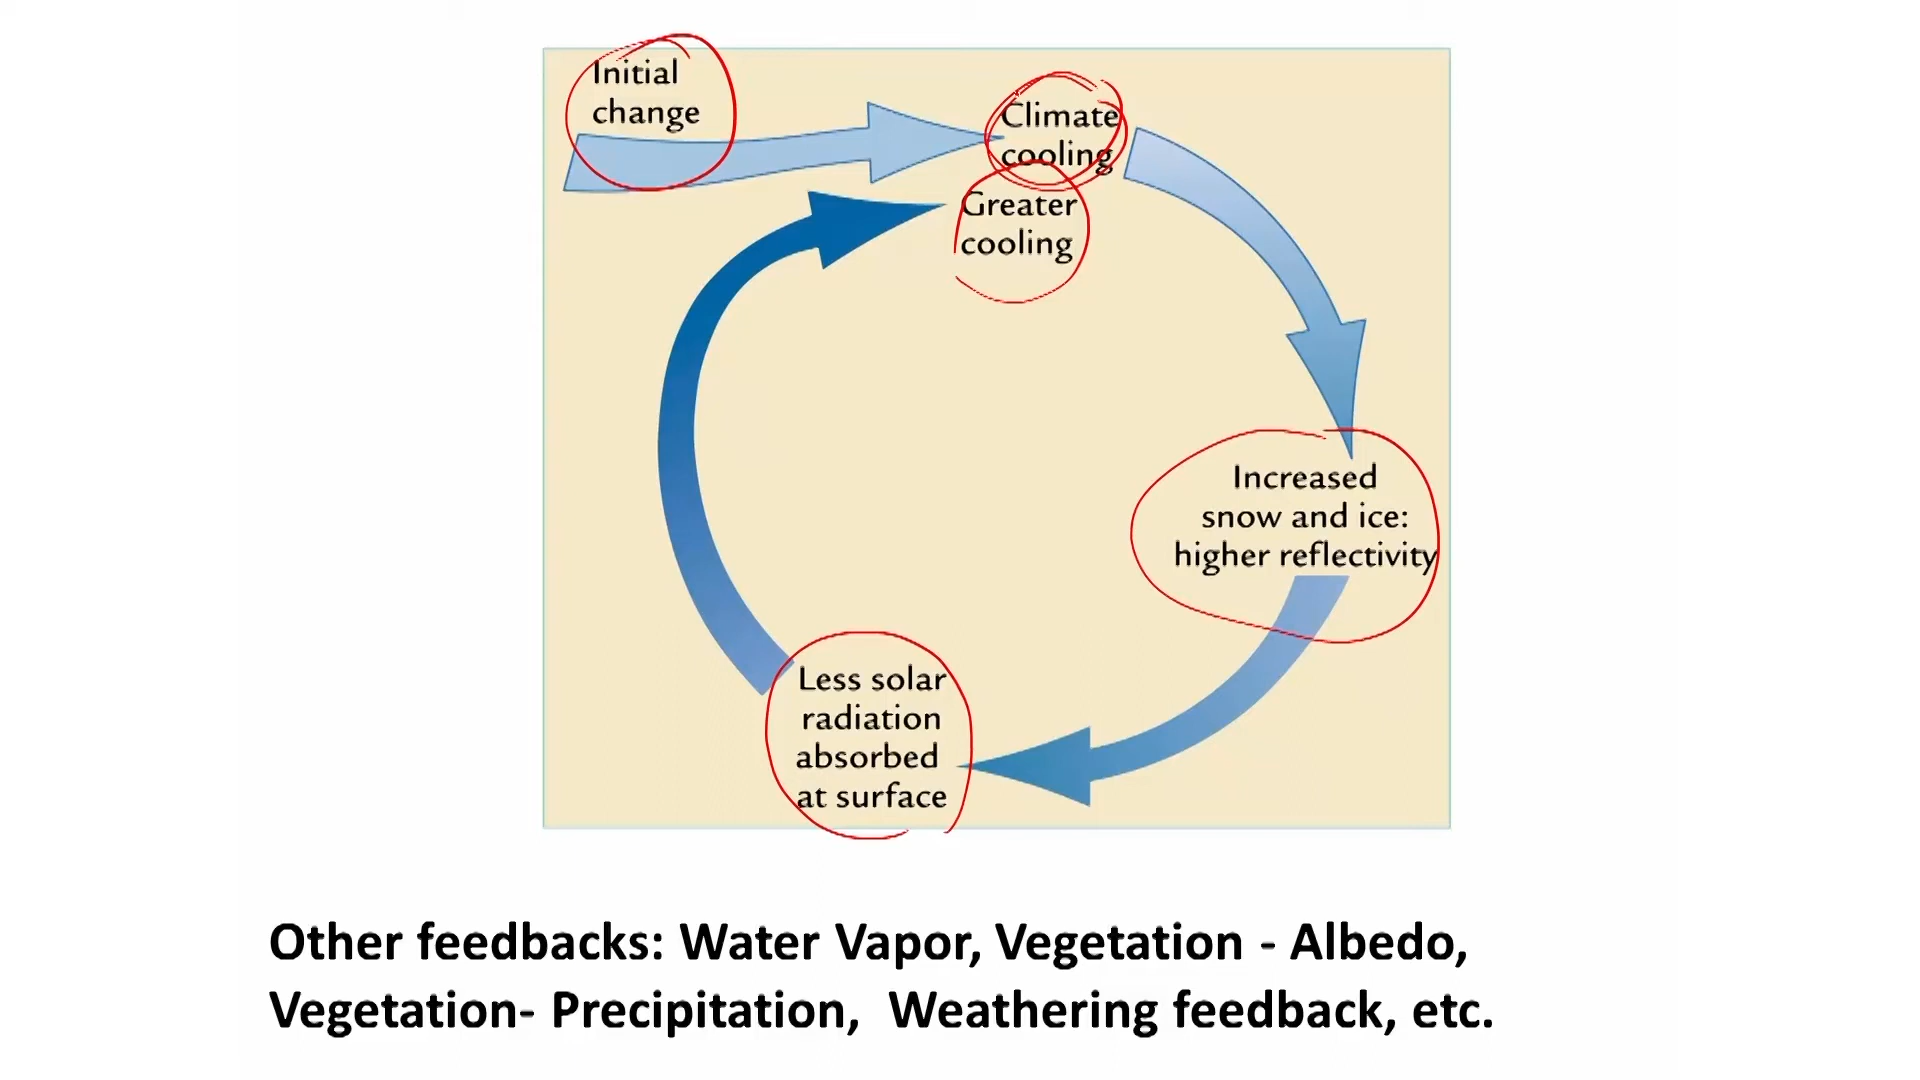 Initial
change
Climate
cooling
Greater
cooling
Increased
snow and ice:
higher reflectivity
Less solar
radiation
absorbed
at surface
Other feedbacks: Water Vapor, Vegetation - Albedo,
Vegetation- Precipitation, Weathering feedback, etc.